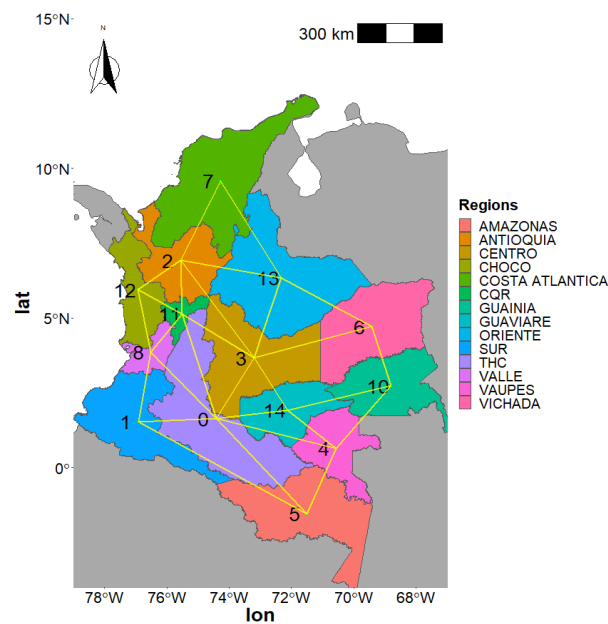 15°N
300 km
N
10°N
7
Regions
AMAZONAS
ANTIOQUIA
CENTRO
CHOCO
COSTA ATLANTICA
CQR
GUAINIA
GUAVIARE
ORIENTE
SUR
THC
VALLE
VAUPES
VICHADA
2
13
12
lat
5°N
11
6
8
3
10
14
1
0
4
0°
5
78°W 76°W 74°W 72°W 70°W 68°W
lon